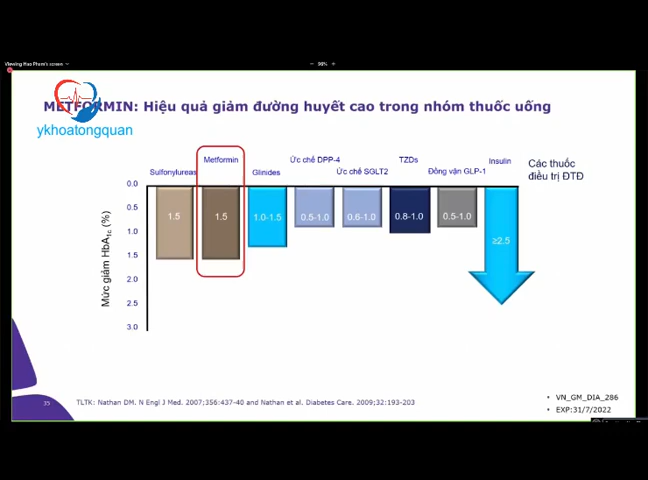 Viewing Hao Pham's screen
96%
METFORMIN: Hiệu quả giảm đường huyết cao trong nhóm thuốc uống
ykhoatongquan
Sulfonylureas
Metformin
Glinides
Ức chế DPP-4
Ức chế SGLT2
TZDs
Đồng vận GLP-1
Insulin
Các thuốc
điều trị ĐTĐ
Mức giảm HbA1c (%)
0.0
0.5
1.0
1.5
2.0
2.5
3.0
1.5
1.5
1.0-1.5
0.5-1.0
0.6-1.0
0.8-1.0
0.5-1.0
≥2.5
35
TLTK: Nathan DM. N Engl J Med. 2007;356:437-40 and Nathan et al. Diabetes Care. 2009;32:193-203
• VN_GM_DIA_286
• EXP:31/7/2022